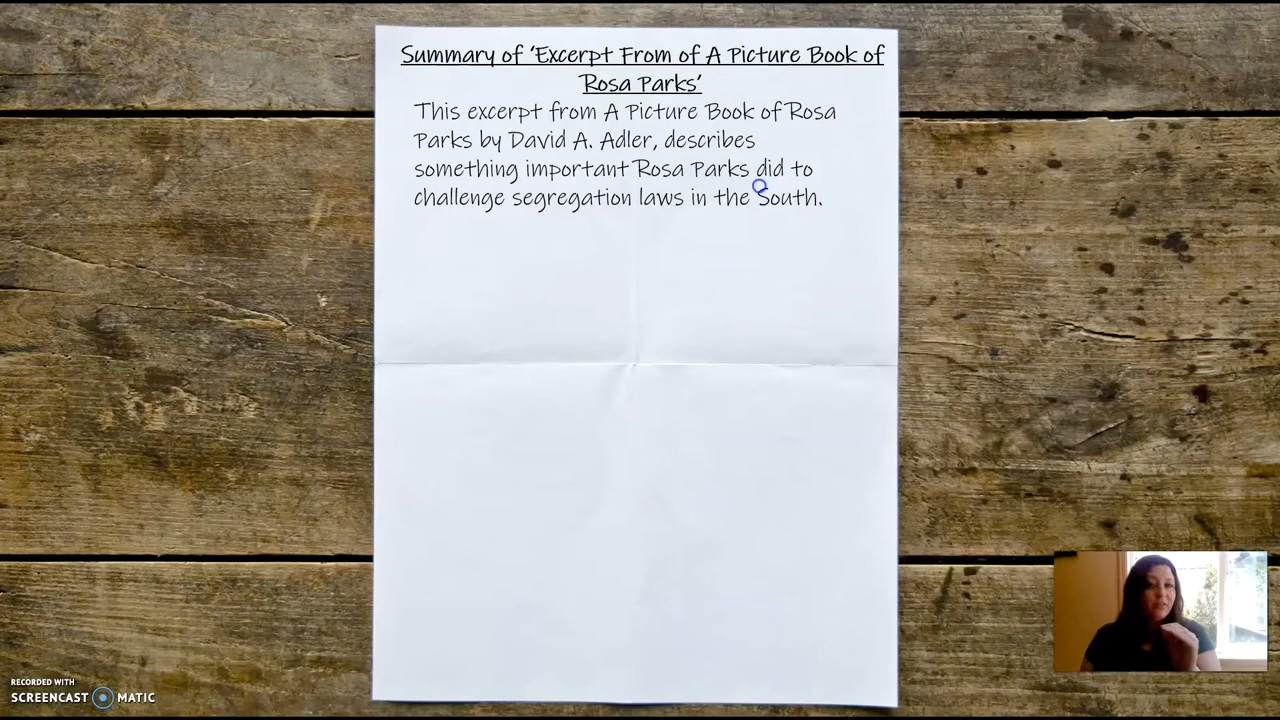 Summary of 'Excerpt From of A Picture Book of
Rosa Parks'
This excerpt from A Picture Book of Rosa
Parks by David A. Adler, describes
something important Rosa Parks did to
challenge segregation laws in the South.
RECORDED WITH
SCREENCAST MATIC